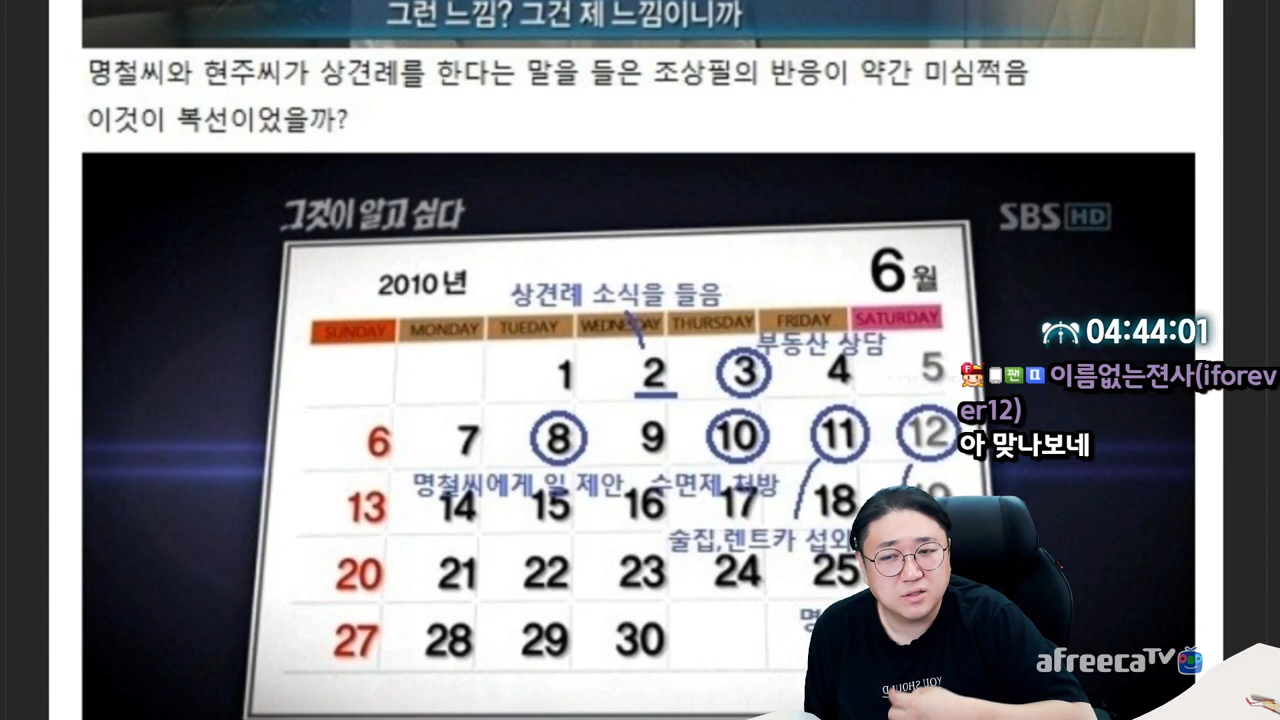 그런 느낌? 그건 제 느낌이니까
명철씨와 현주씨가 상견례를 한다는 말을 들은 조상필의 반응이 약간 미심쩍음
이것이 복선이었을까?
그것이 알고 싶다
SBS HD
2010년
6월
상견례 소식을 들음
SUNDAY MONDAY TUEDAY WEDNESDAY THURSDAY FRIDAY SATURDAY
부동산 상담
1 2 3 4 5
6 7 8 9 10 11 12
명철씨에게 일 제안 수면제 처방
13 14 15 16 17 18 19
술집,렌트카 섭외
20 21 22 23 24 25
명
27 28 29 30
04:44:01
F 팬 이름없는젼사(iforev
er12)
아 맞나보네
YOU SHOULD
afreecaTV